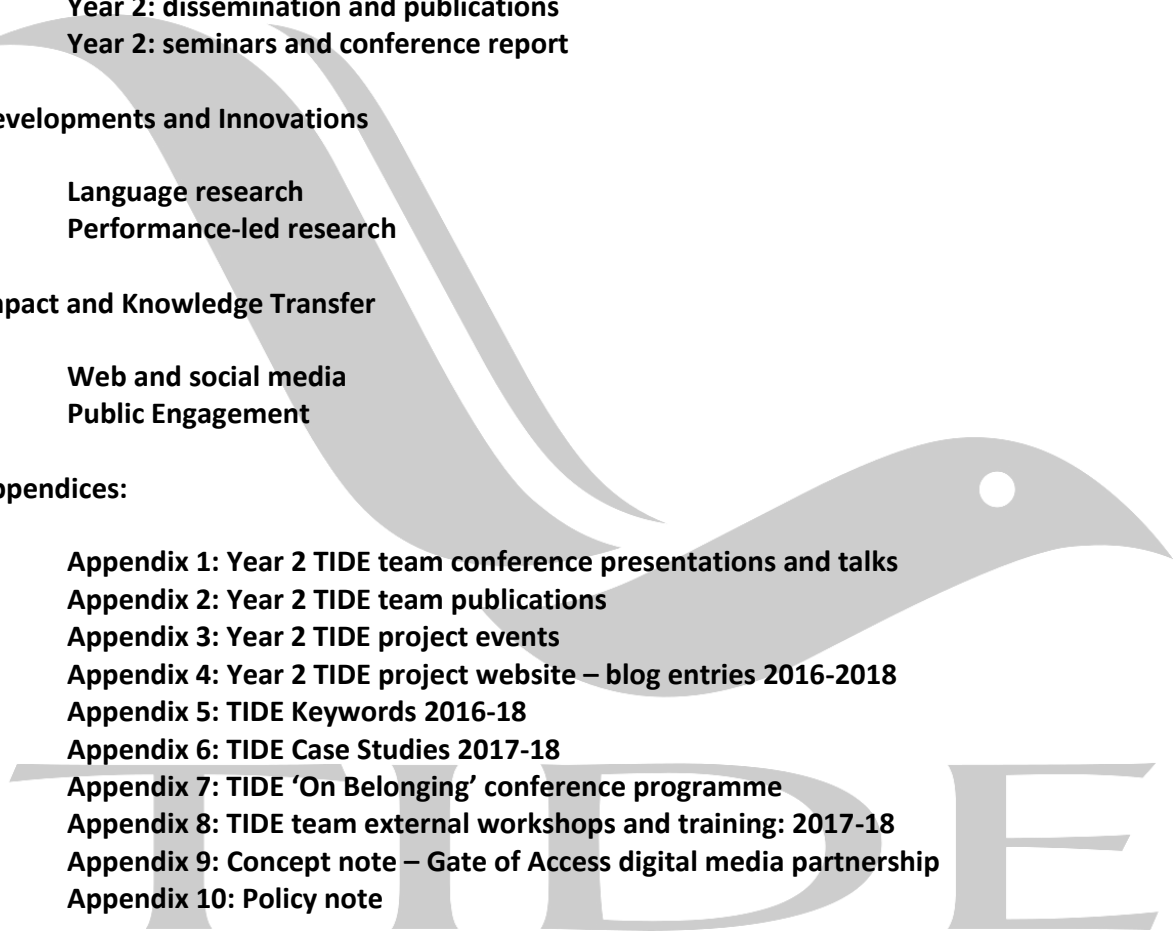 Year 2: dissemination and publications
Year 2: seminars and conference report
evelopments and Innovations
Language research
Performance-led research
pact and Knowledge Transfer
Web and social media
Public Engagement
ppendices:
Appendix 1: Year 2 TIDE team conference presentations and talks
Appendix 2: Year 2 TIDE team publications
Appendix 3: Year 2 TIDE project events
Appendix 4: Year 2 TIDE project website – blog entries 2016-2018
Appendix 5: TIDE Keywords 2016-18
Appendix 6: TIDE Case Studies 2017-18
Appendix 7: TIDE ‘On Belonging’ conference programme
Appendix 8: TIDE team external workshops and training: 2017-18
Appendix 9: Concept note – Gate of Access digital media partnership
Appendix 10: Policy note
TIDE